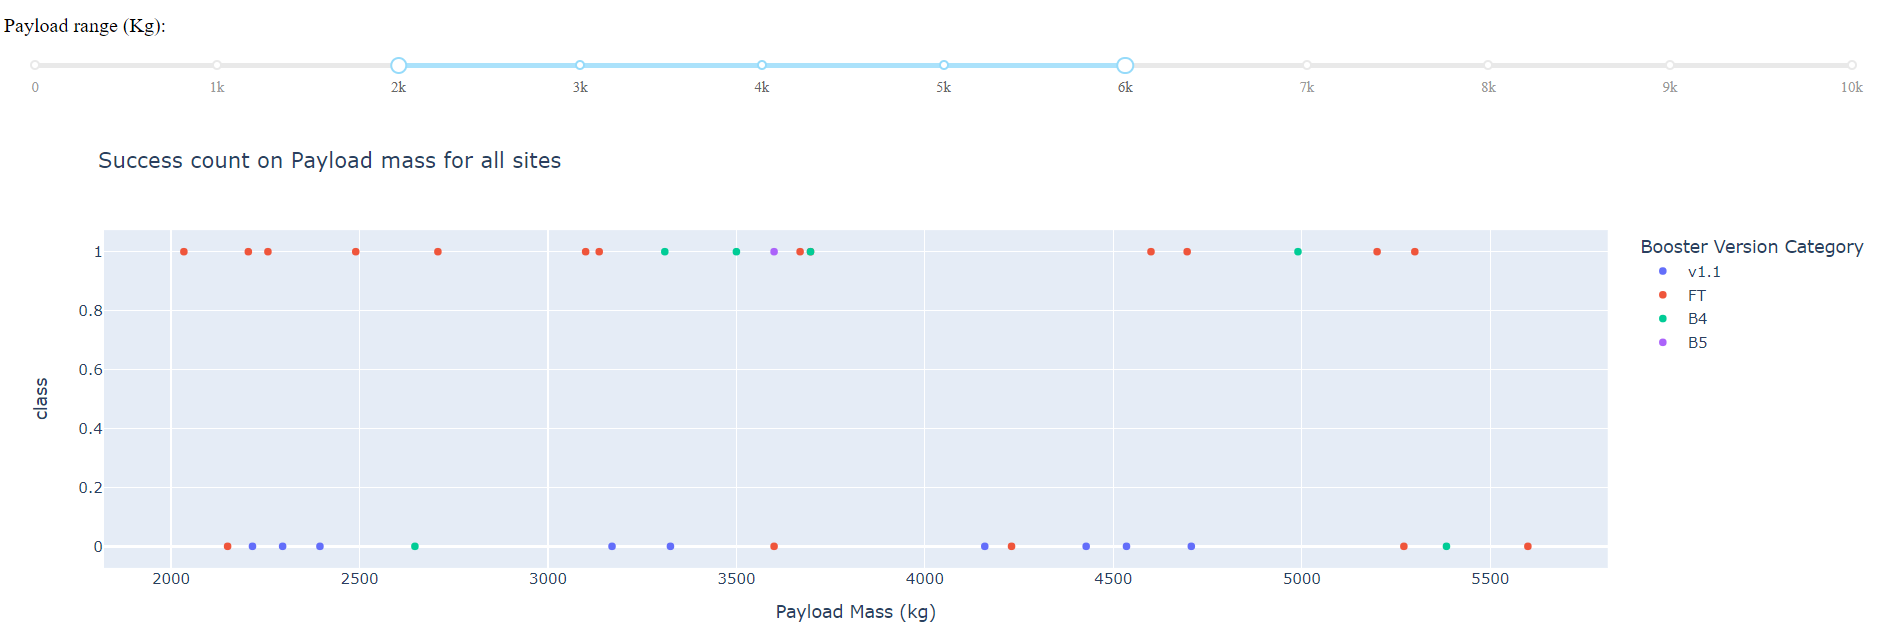 Payload range (Kg):
0 1k 2k 3k 4k 5k 6k 7k 8k 9k 10k
Success count on Payload mass for all sites
Booster Version Category
v1.1
FT
B4
B5
1
0.8
0.6
0.4
0.2
0
class
2000 2500 3000 3500 4000 4500 5000 5500
Payload Mass (kg)